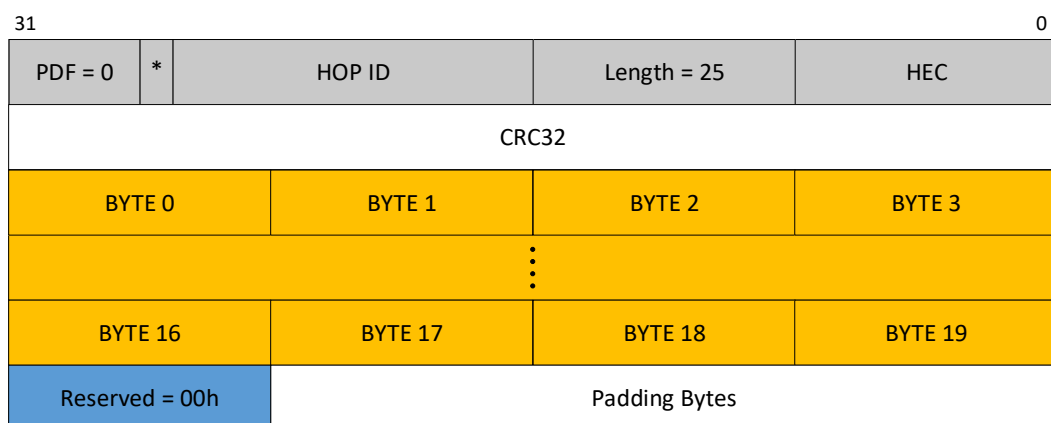 31 0
PDF = 0 * HOP ID Length = 25 HEC
CRC32
BYTE 0 BYTE 1 BYTE 2 BYTE 3
BYTE 16 BYTE 17 BYTE 18 BYTE 19
Reserved = 00h Padding Bytes